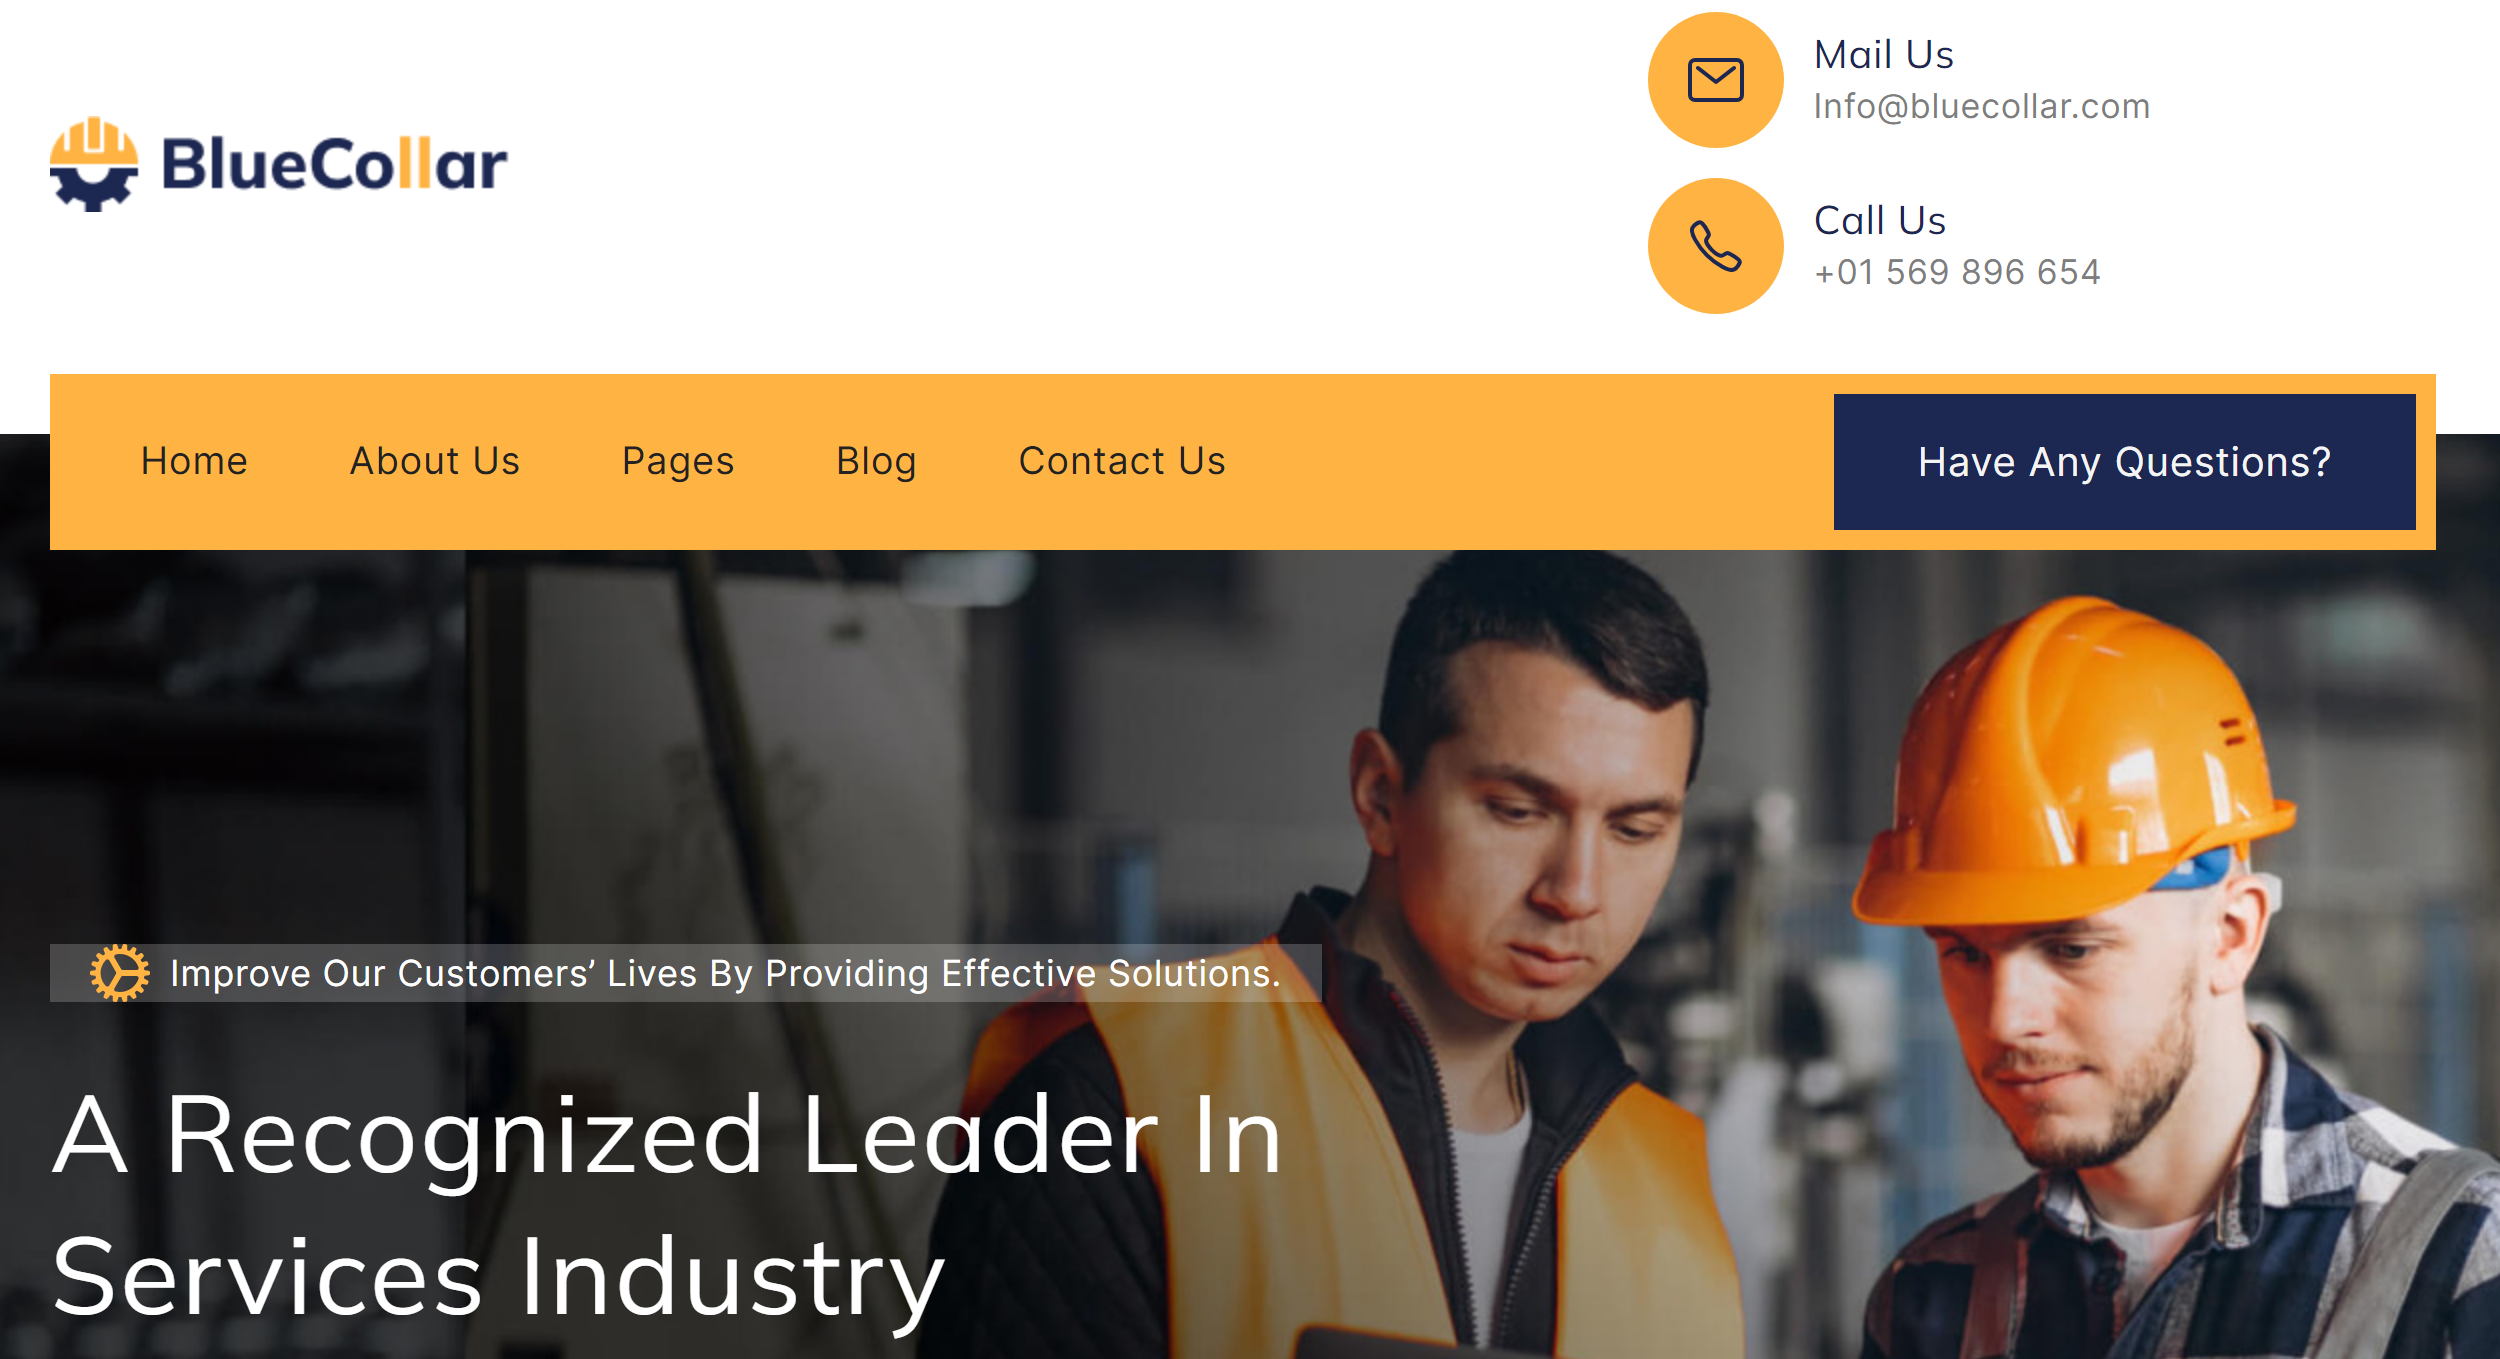 BlueCollar
Mail Us
Info@bluecollar.com
Call Us
+01 569 896 654
Home
About Us
Pages
Blog
Contact Us
Have Any Questions?
Improve Our Customers’ Lives By Providing Effective Solutions.
A Recognized Leader In
Services Industry